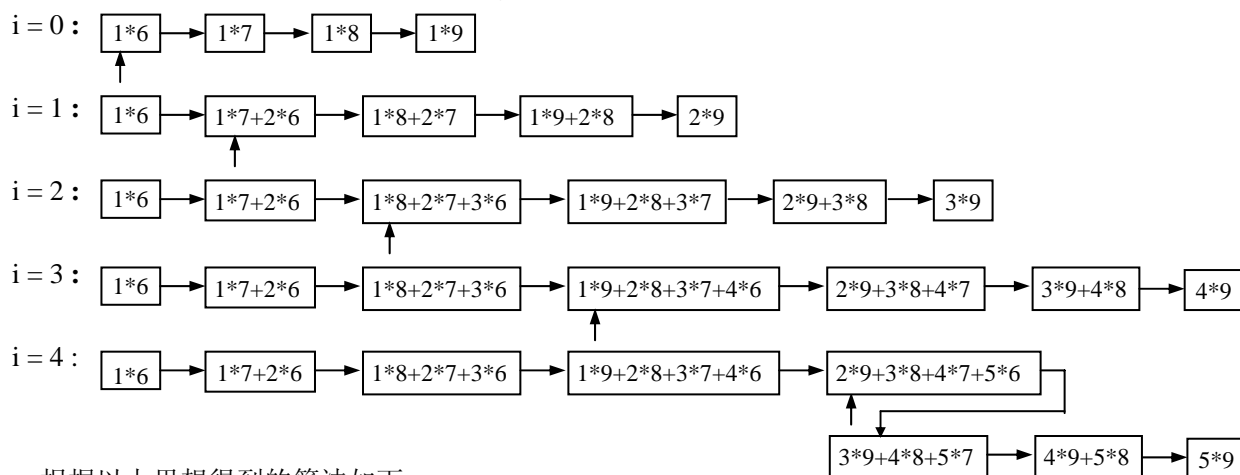 i = 0: 1*6 1*7 1*8 1*9
i = 1: 1*6 1*7+2*6 1*8+2*7 1*9+2*8 2*9
i = 2: 1*6 1*7+2*6 1*8+2*7+3*6 1*9+2*8+3*7 2*9+3*8 3*9
i = 3: 1*6 1*7+2*6 1*8+2*7+3*6 1*9+2*8+3*7+4*6 2*9+3*8+4*7 3*9+4*8 4*9
i = 4 : 1*6 1*7+2*6 1*8+2*7+3*6 1*9+2*8+3*7+4*6 2*9+3*8+4*7+5*6
3*9+4*8+5*7 4*9+5*8 5*9